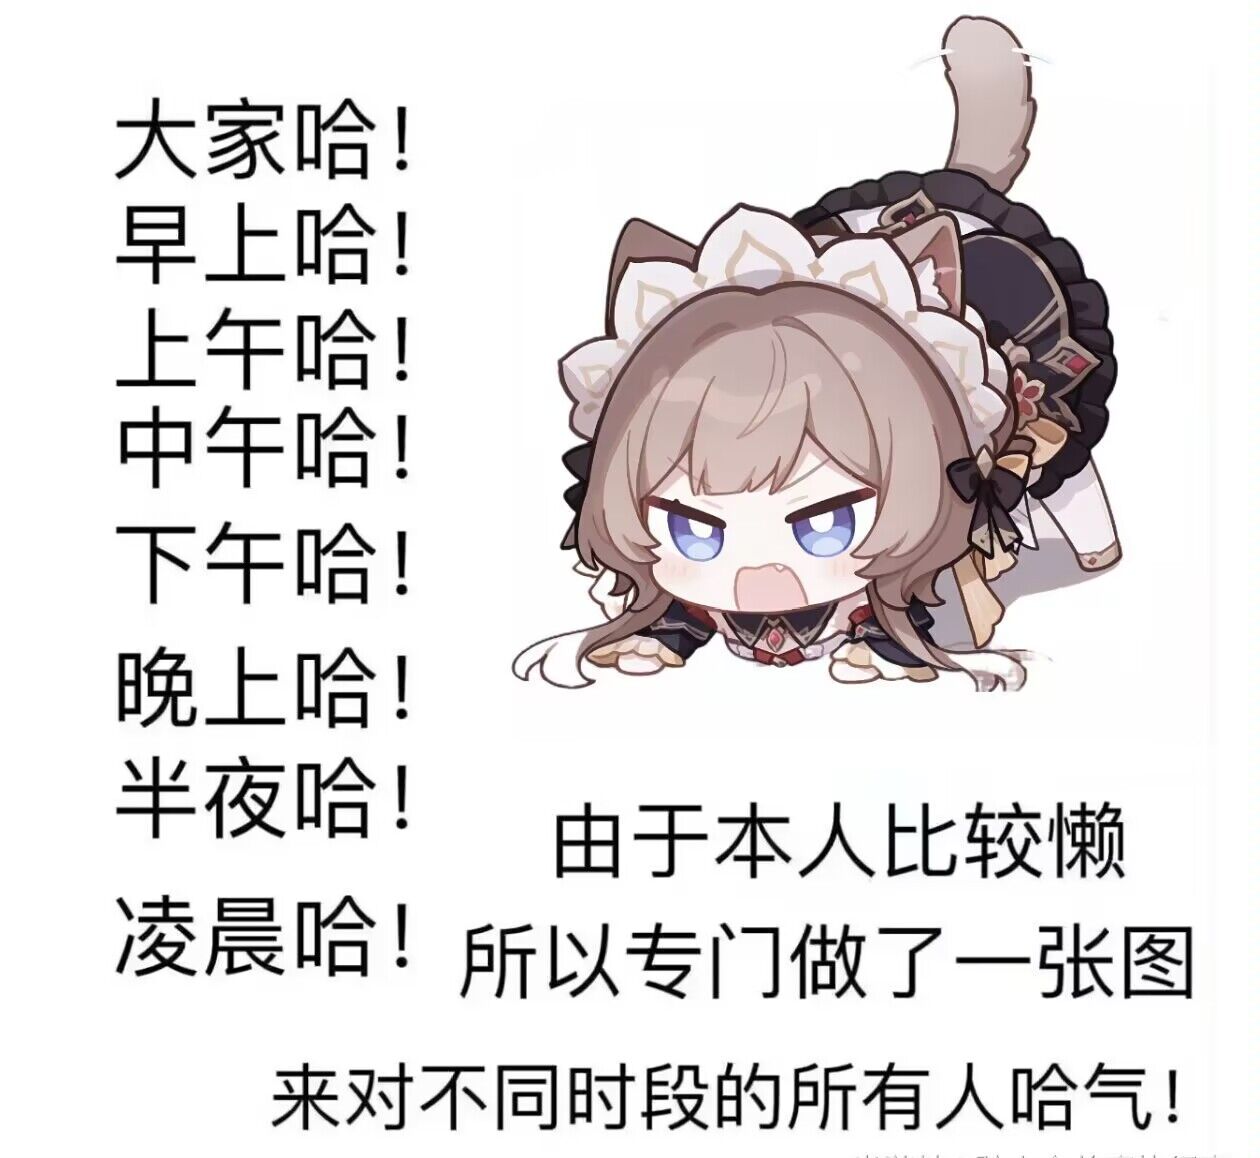 大家哈！
早上哈！
上午哈！
中午哈！
下午哈！
晚上哈！
半夜哈！
凌晨哈！
由于本人比较懒
所以专门做了一张图
来对不同时段的所有人哈气！